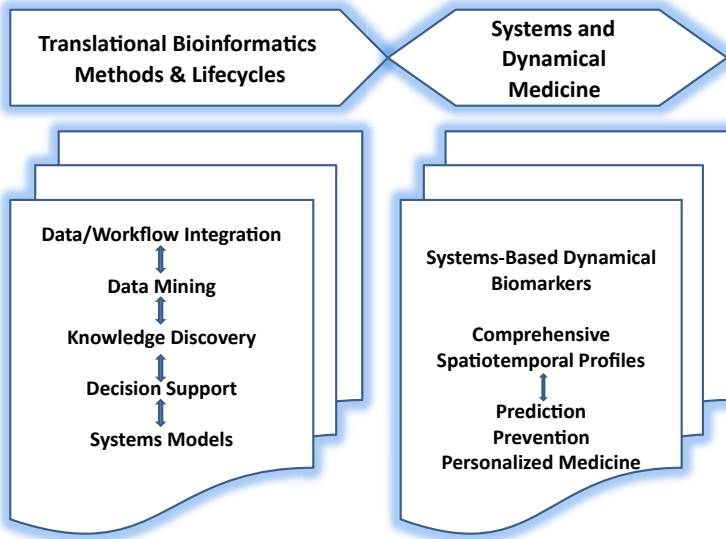 Translational Bioinformatics
Methods & Lifecycles
Systems and
Dynamical
Medicine
Data/Workflow Integration
Data Mining
Knowledge Discovery
Decision Support
Systems Models
Systems-Based Dynamical
Biomarkers
Comprehensive
Spatiotemporal Profiles
Prediction
Prevention
Personalized Medicine